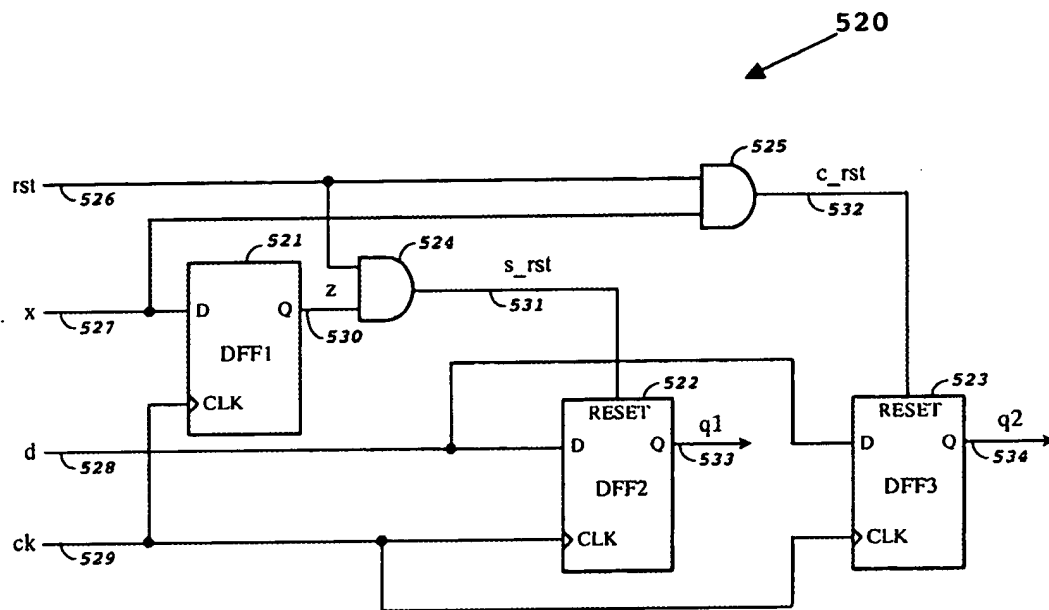 520
525
rst
526
c_rst
532
521
524
s_rst
531
x
527
D
Q
z
530
DFF1
CLK
522
523
RESET
RESET
d
528
D
Q
q1
533
D
Q
q2
534
DFF2
DFF3
ck
529
CLK
CLK